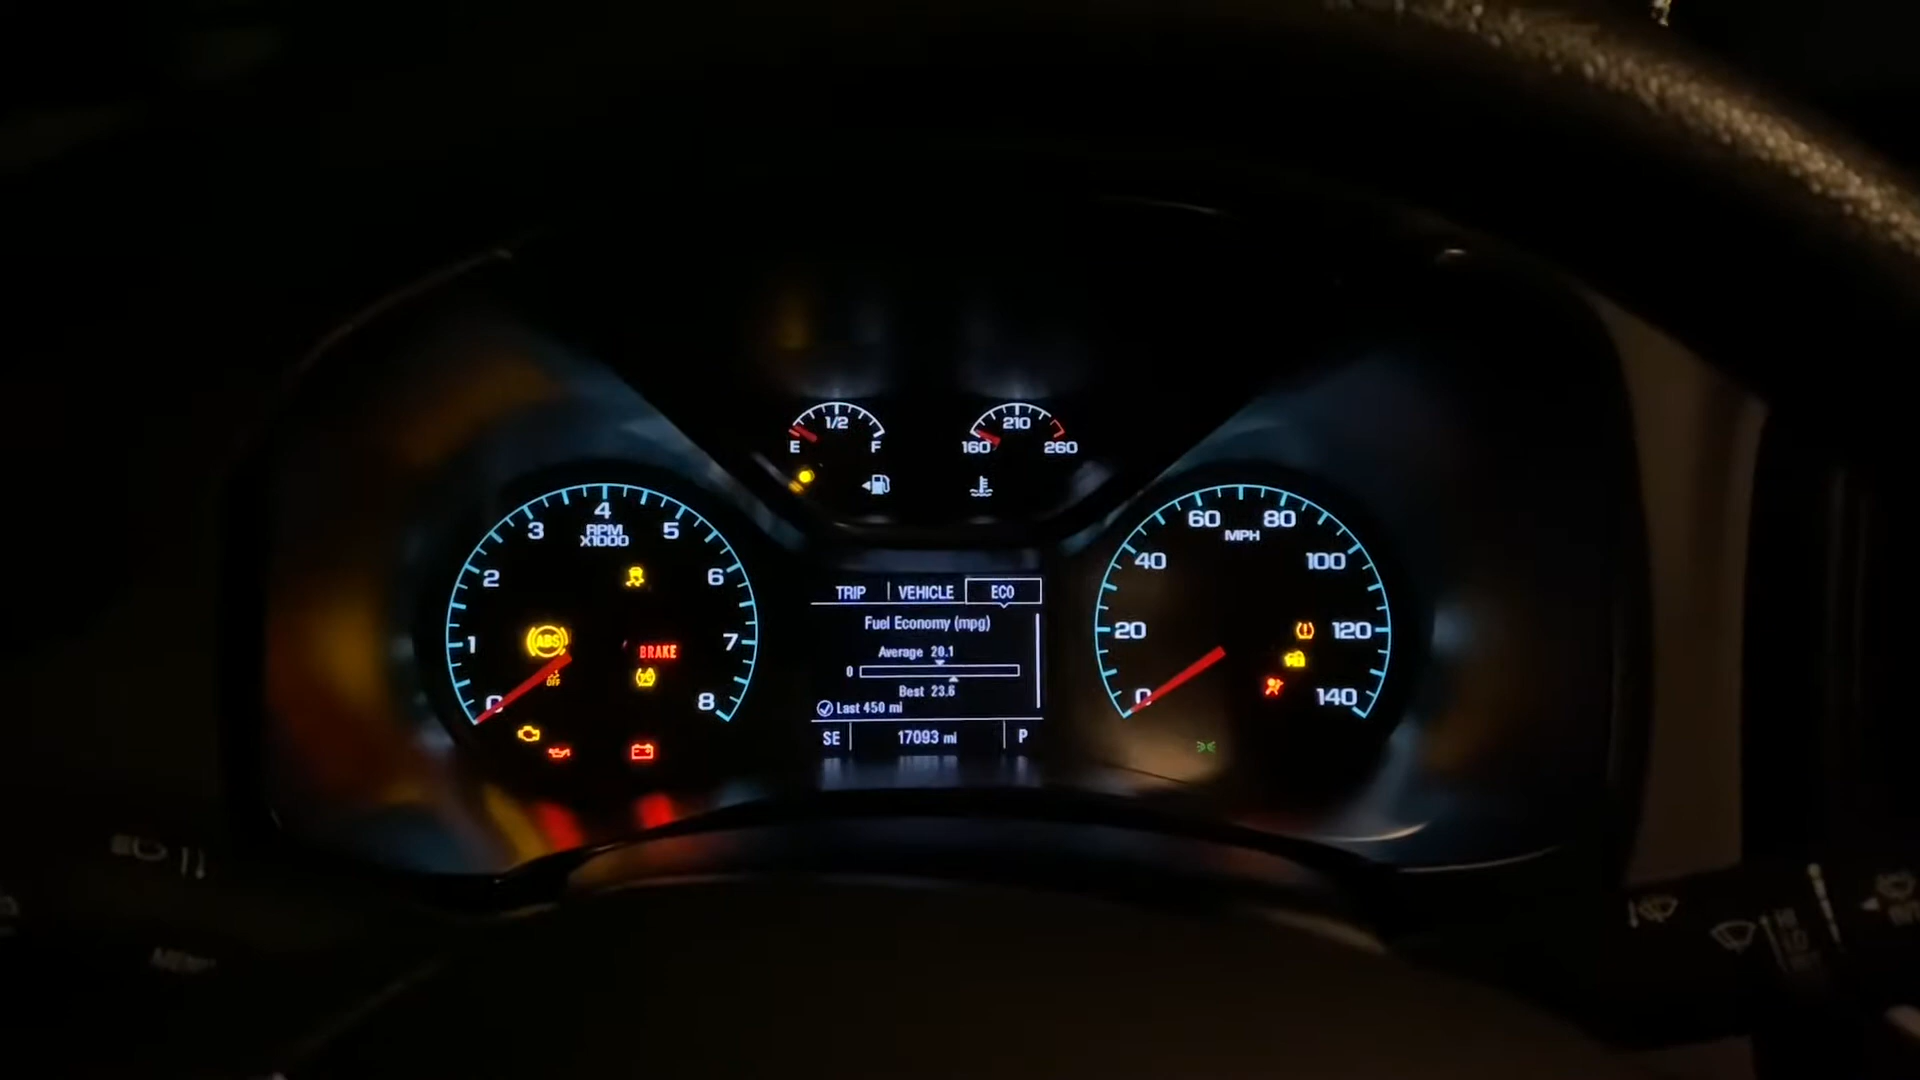 1/2
E F
210
160 260
4
3 5
RPM
X1000
2 6
ABS
1 7
BRAKE
OFF
0 8
TRIP VEHICLE ECO
Fuel Economy (mpg)
Average 20.1
0
Best 23.6
Last 450 mi
SE 17093 mi P
60 80
MPH
40 100
20 120
0 140
MENU